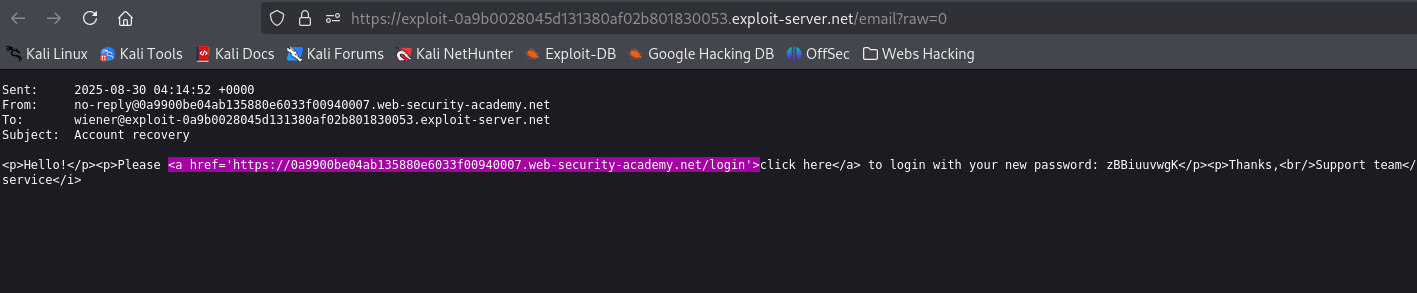 https://exploit-0a9b0028045d131380af02b801830053.exploit-server.net/email?raw=0
Kali Linux Kali Tools Kali Docs Kali Forums Kali NetHunter Exploit-DB Google Hacking DB OffSec Webs Hacking
Sent: 2025-08-30 04:14:52 +0000
From: no-reply@0a9900be04ab135880e6033f00940007.web-security-academy.net
To: wiener@exploit-0a9b0028045d131380af02b801830053.exploit-server.net
Subject: Account recovery
<p>Hello!</p><p>Please <a href='https://0a9900be04ab135880e6033f00940007.web-security-academy.net/login'>click here</a> to login with your new password: zBBiuuvwgK</p><p>Thanks,<br/>Support team</
service</i>